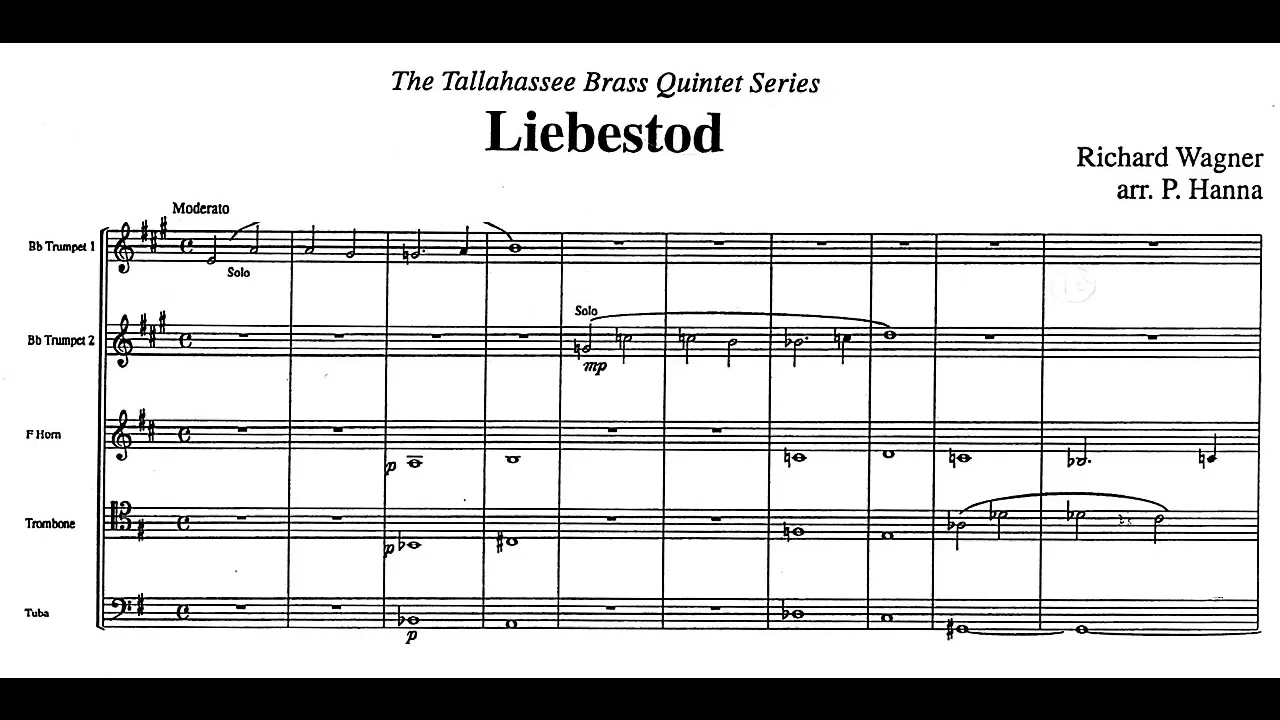 The Tallahassee Brass Quintet Series
Liebestod
Richard Wagner
arr. P. Hanna
Moderato
Bb Trumpet 1
Solo
Bb Trumpet 2
Solo
mp
F Horn
p
Trombone
p
Tuba
p